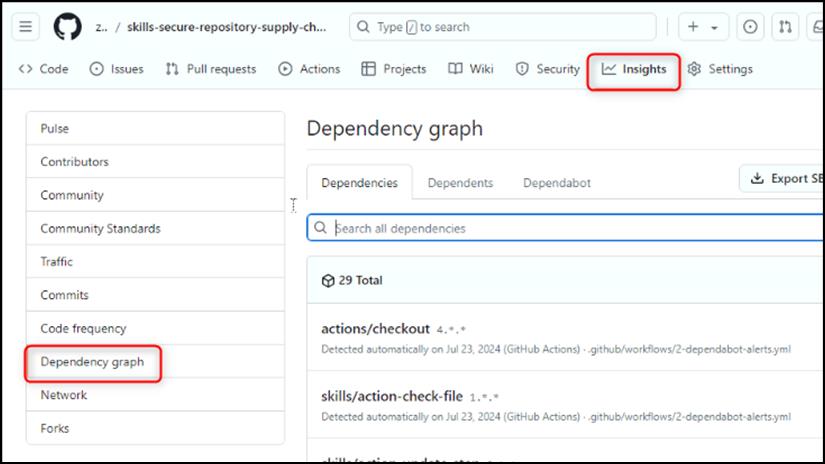 z.. / skills-secure-repository-supply-ch... Type / to search
Code Issues Pull requests Actions Projects Wiki Security Insights Settings
Pulse
Contributors
Community
Community Standards
Traffic
Commits
Code frequency
Dependency graph
Network
Forks
Dependency graph
Dependencies Dependents Dependabot Export SB
Search all dependencies
29 Total
actions/checkout 4.*.*
Detected automatically on Jul 23, 2024 (GitHub Actions) · .github/workflows/2-dependabot-alerts.yml
skills/action-check-file 1.*.*
Detected automatically on Jul 23, 2024 (GitHub Actions) · .github/workflows/2-dependabot-alerts.yml